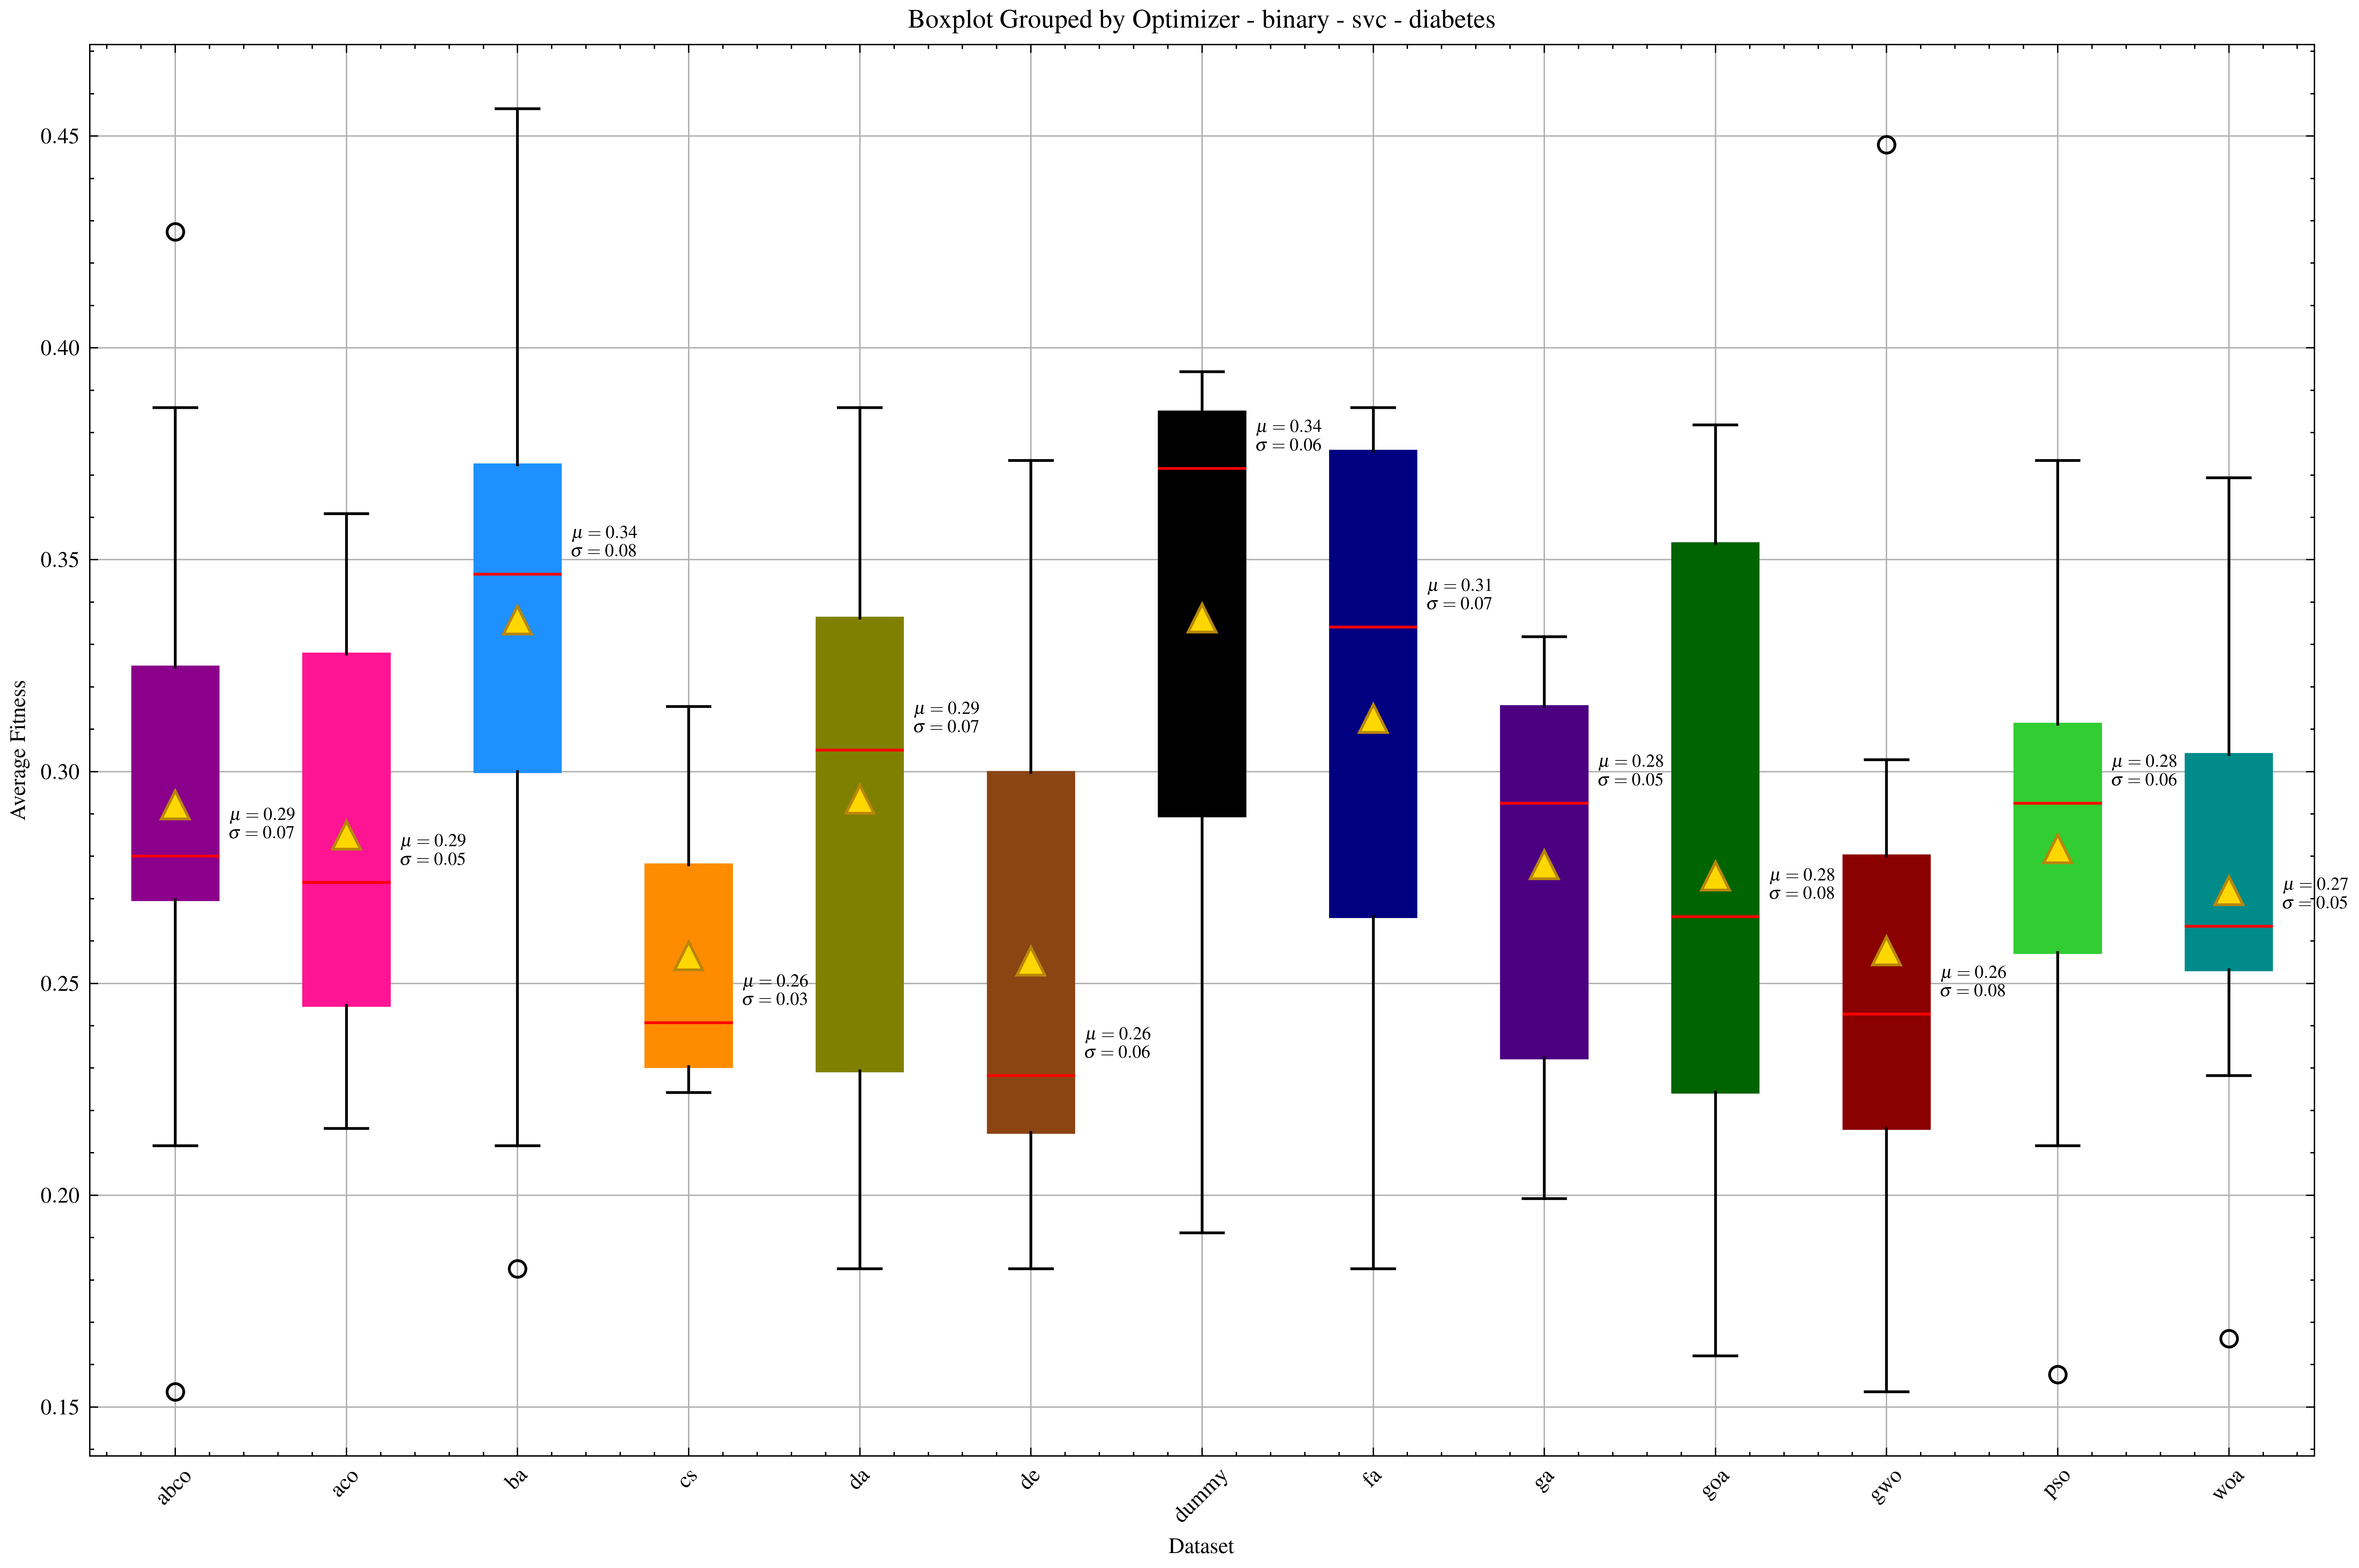 Boxplot Grouped by Optimizer - binary - svc - diabetes
Average Fitness
0.45
0.40
0.35
0.30
0.25
0.20
0.15
μ = 0.29
σ = 0.07
μ = 0.29
σ = 0.05
μ = 0.34
σ = 0.08
μ = 0.26
σ = 0.03
μ = 0.29
σ = 0.07
μ = 0.26
σ = 0.06
μ = 0.34
σ = 0.06
μ = 0.31
σ = 0.07
μ = 0.28
σ = 0.05
μ = 0.28
σ = 0.08
μ = 0.26
σ = 0.08
μ = 0.28
σ = 0.06
μ = 0.27
σ = 0.05
abco
aco
ba
cs
da
de
dummy
fa
ga
goa
gwo
pso
woa
Dataset